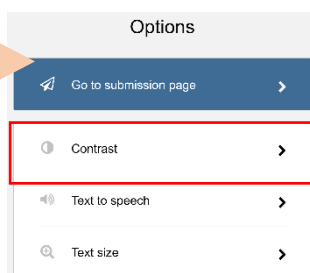 Options
Go to submission page
Contrast
Text to speech
Text size